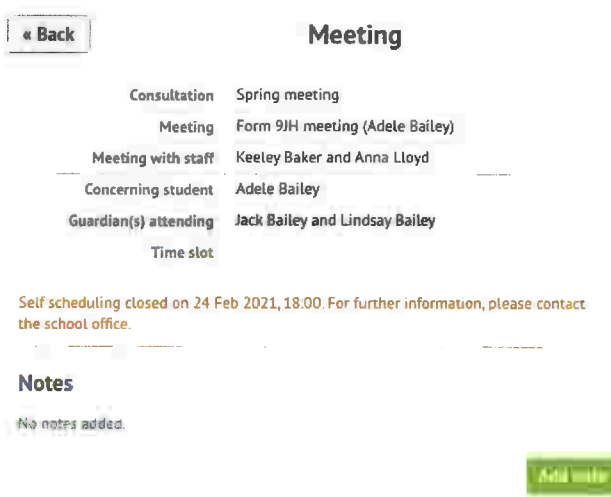 « Back
Meeting
Consultation Spring meeting
Meeting Form 9JH meeting (Adele Bailey)
Meeting with staff Keeley Baker and Anna Lloyd
Concerning student Adele Bailey
Guardian(s) attending Jack Bailey and Lindsay Bailey
Time slot
Self scheduling closed on 24 Feb 2021, 18:00. For further information, please contact
the school office.
Notes
No notes added.
Add note